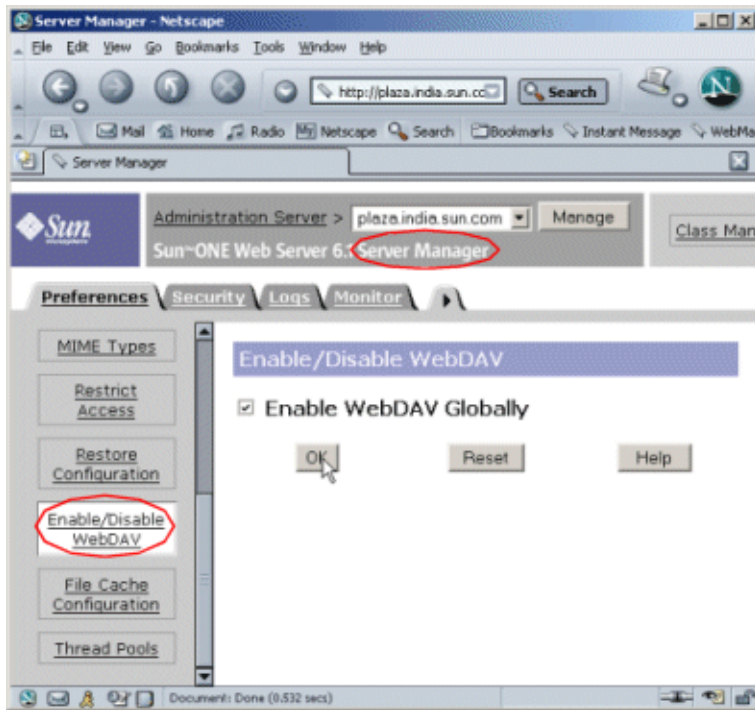 Server Manager - Netscape
File Edit View Go Bookmarks Tools Window Help
http://plaza.india.sun.co
Search
Mail Home Radio Netscape Search Bookmarks Instant Message WebMa
Server Manager
Sun
Administration Server > plaza.india.sun.com Manage
Class Man
Sun ONE Web Server 6.1 Server Manager
Preferences Security Logs Monitor
MIME Types
Restrict
Access
Restore
Configuration
Enable/Disable
WebDAV
File Cache
Configuration
Thread Pools
Enable/Disable WebDAV
Enable WebDAV Globally
OK Reset Help
Document: Done (0.532 secs)